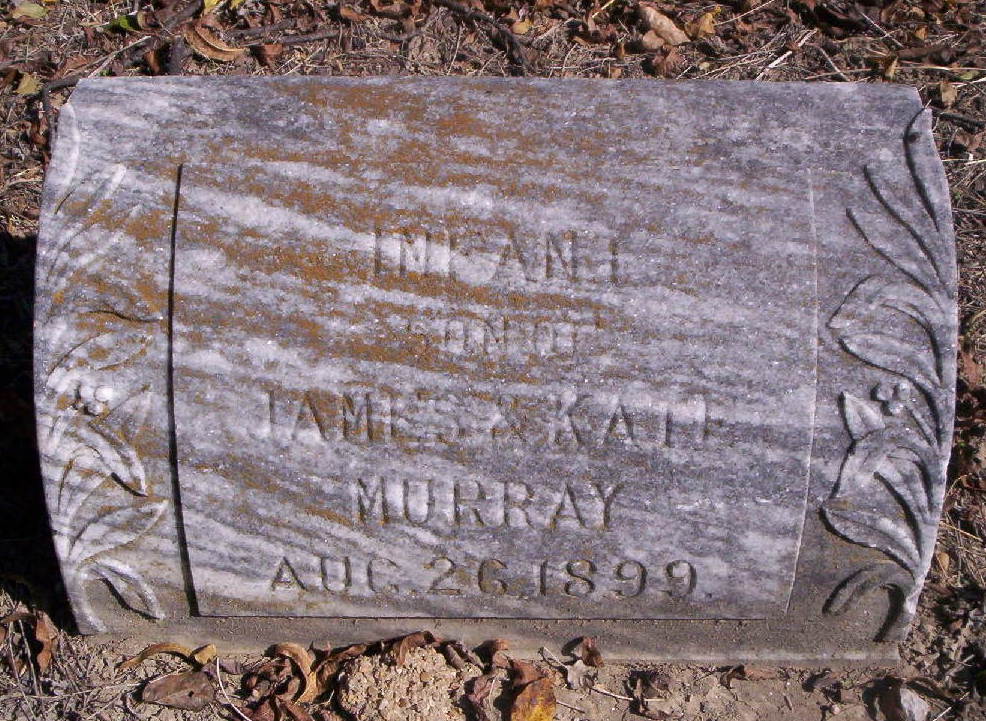 INFANT
SON OF
JAMES & KATE
MURRAY
AUG. 26, 1899.